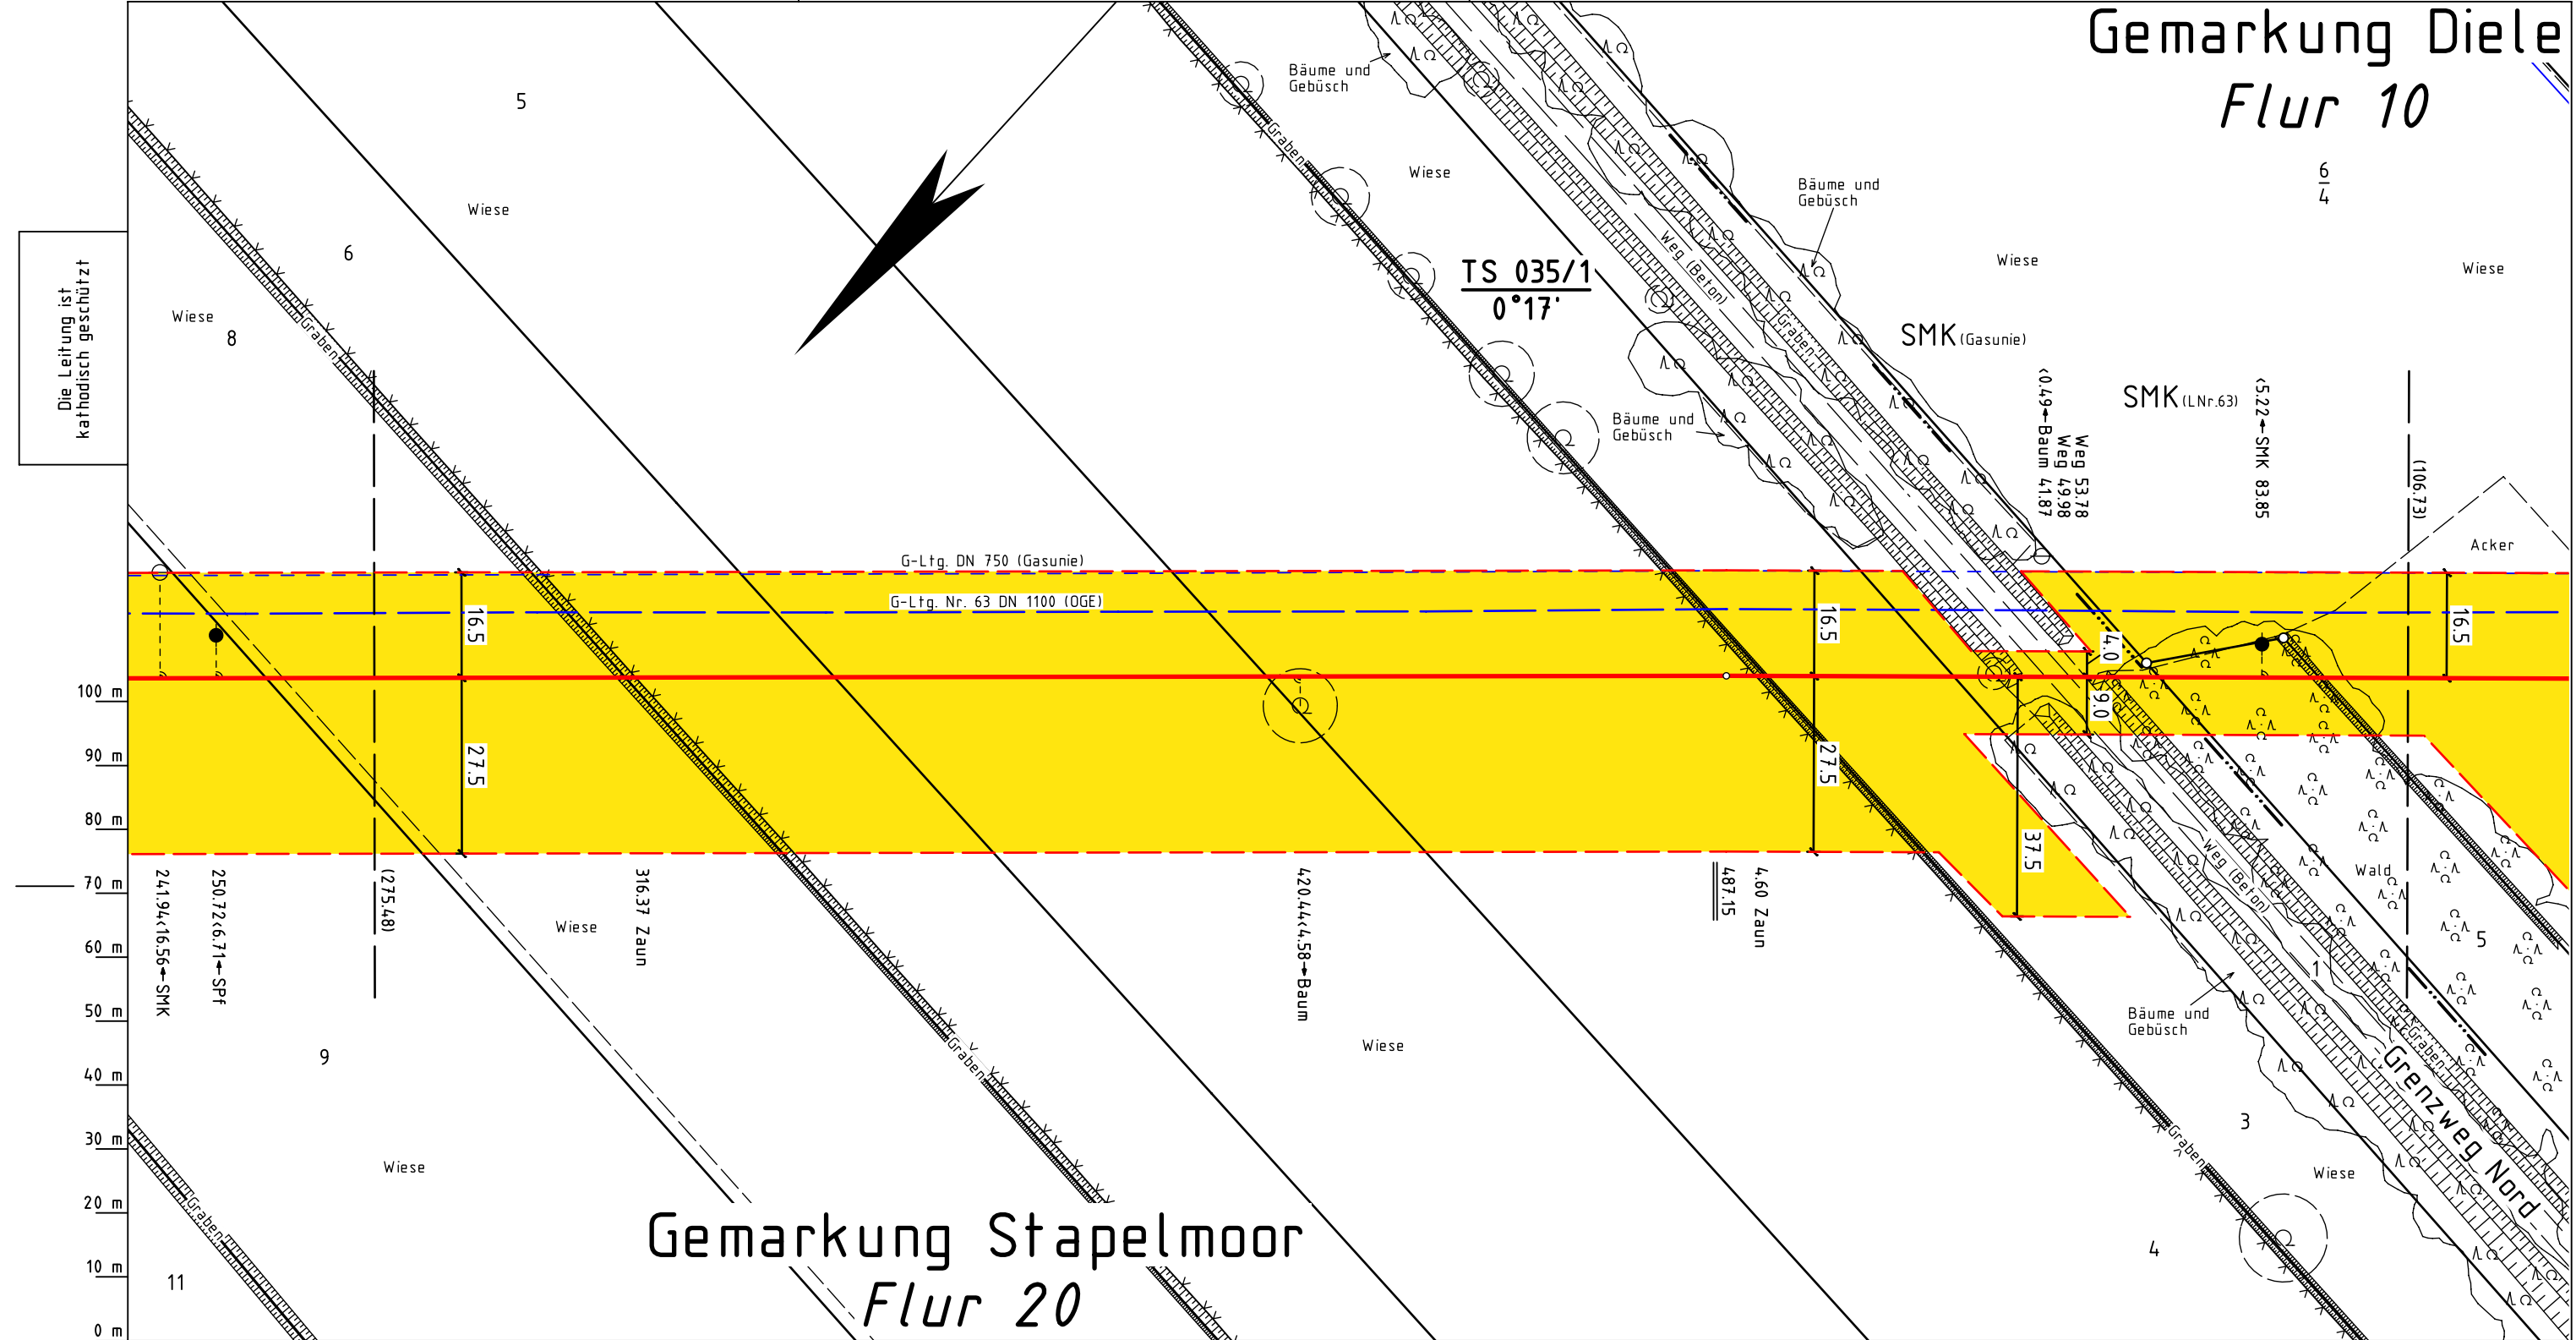 Gemarkung Diele
Flur 10
6
4
5
Bäume und
Gebüsch
Graben
Wiese
Wiese
Bäume und
Gebüsch
6
Weg (Beton)
Wiese
Wiese
Die Leitung ist
kathodisch geschützt
TS 035/1
0°17'
Wiese
8
Graben
Graben
SMK (Gasunie)
SMK (LNr.63)
<0.49 Baum 41.87
Weg 49.98
Weg 53.78
<5.22 SMK 83.85
(106.73)
Bäume und
Gebüsch
Acker
G-Ltg. DN 750 (Gasunie)
G-Ltg. Nr. 63 DN 1100 (OGE)
16.5
16.5
4.0
16.5
100 m
9.0
90 m
27.5
27.5
80 m
37.5
Weg (Beton)
Wald
70 m
241.94<16.56 SMK
250.72<6.71 SPf
(275.48)
Wiese
316.37 Zaun
420.44<4.58 Baum
487.15
4.60 Zaun
60 m
5
1
50 m
Bäume und
Gebüsch
9
Graben
Wiese
Graben
40 m
Grenzweg Nord
30 m
3
Graben
Wiese
Wiese
20 m
Graben
Gemarkung Stapelmoor
Flur 20
4
10 m
11
0 m